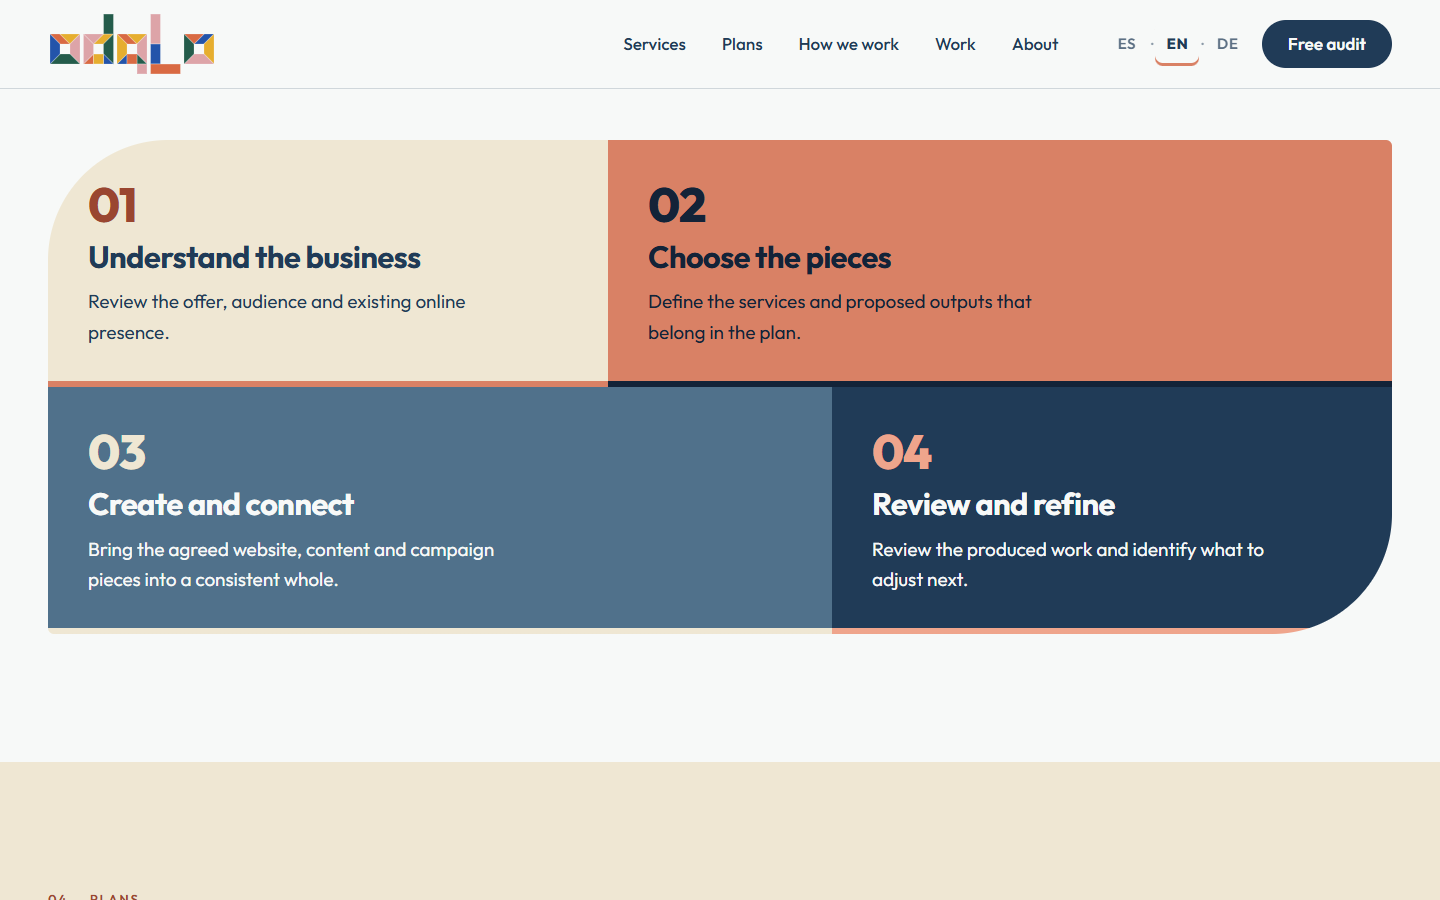 adalo
Services Plans How we work Work About ES · EN · DE Free audit
01
Understand the business
Review the offer, audience and existing online
presence.
02
Choose the pieces
Define the services and proposed outputs that
belong in the plan.
03
Create and connect
Bring the agreed website, content and campaign
pieces into a consistent whole.
04
Review and refine
Review the produced work and identify what to
adjust next.
04 PLANS